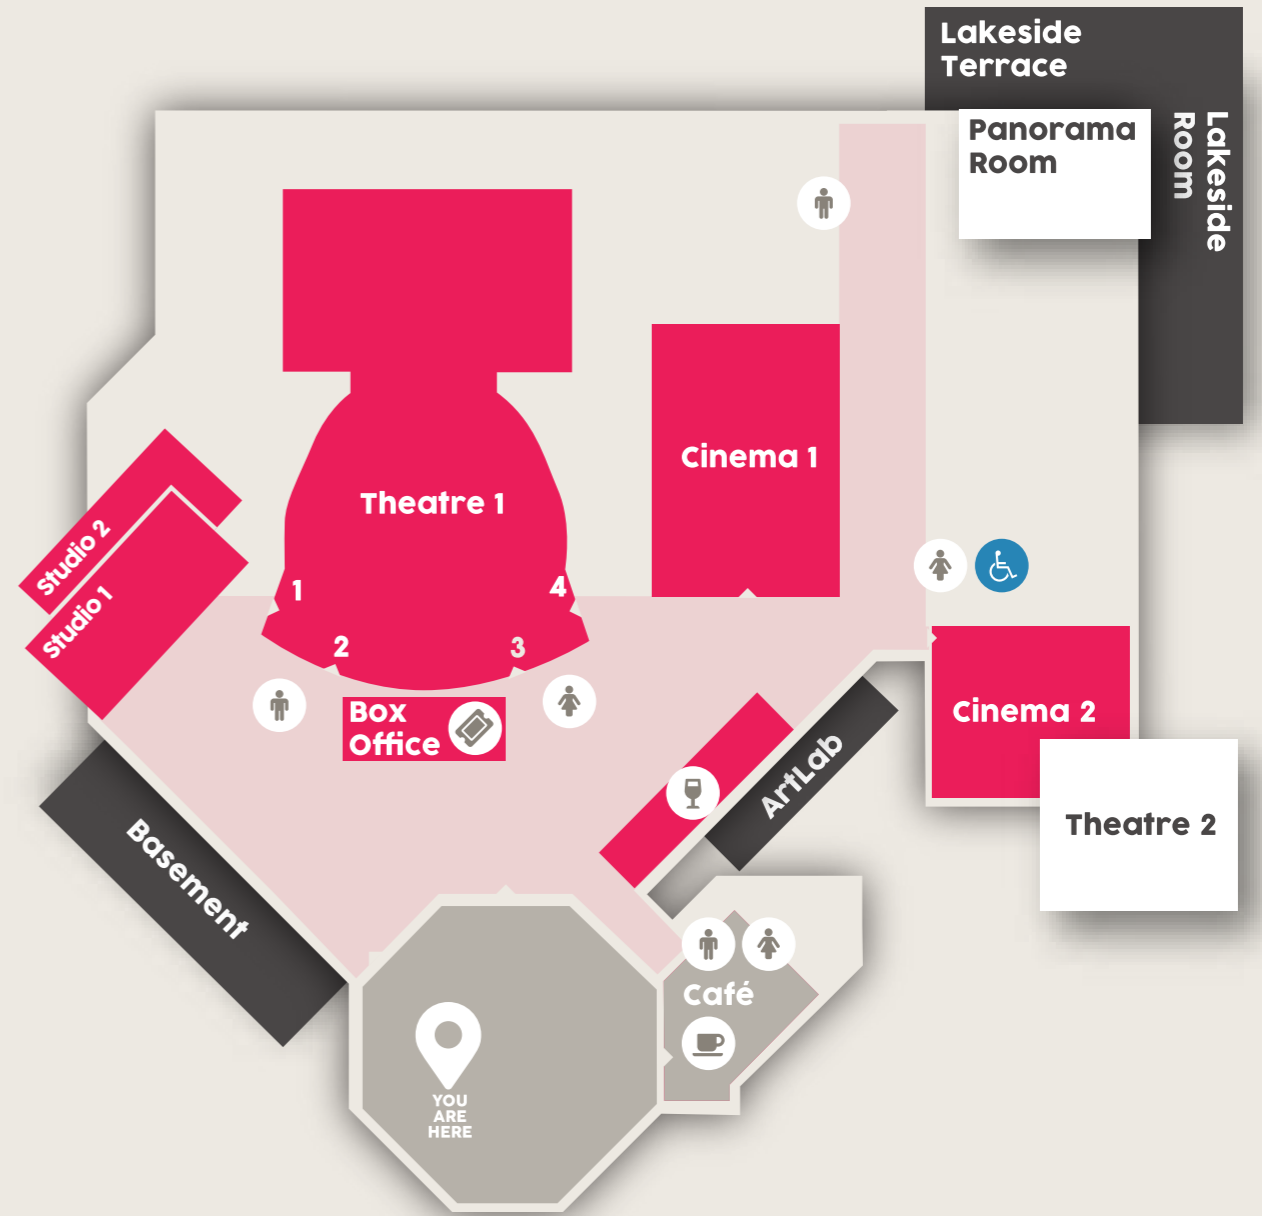 Lakeside
Terrace
Panorama
Room
Lakeside
Room
Cinema 1
Theatre 1
Studio 2
Studio 1
1
4
2
3
Box
Office
Cinema 2
ArtLab
Theatre 2
Basement
Café
YOU
ARE
HERE